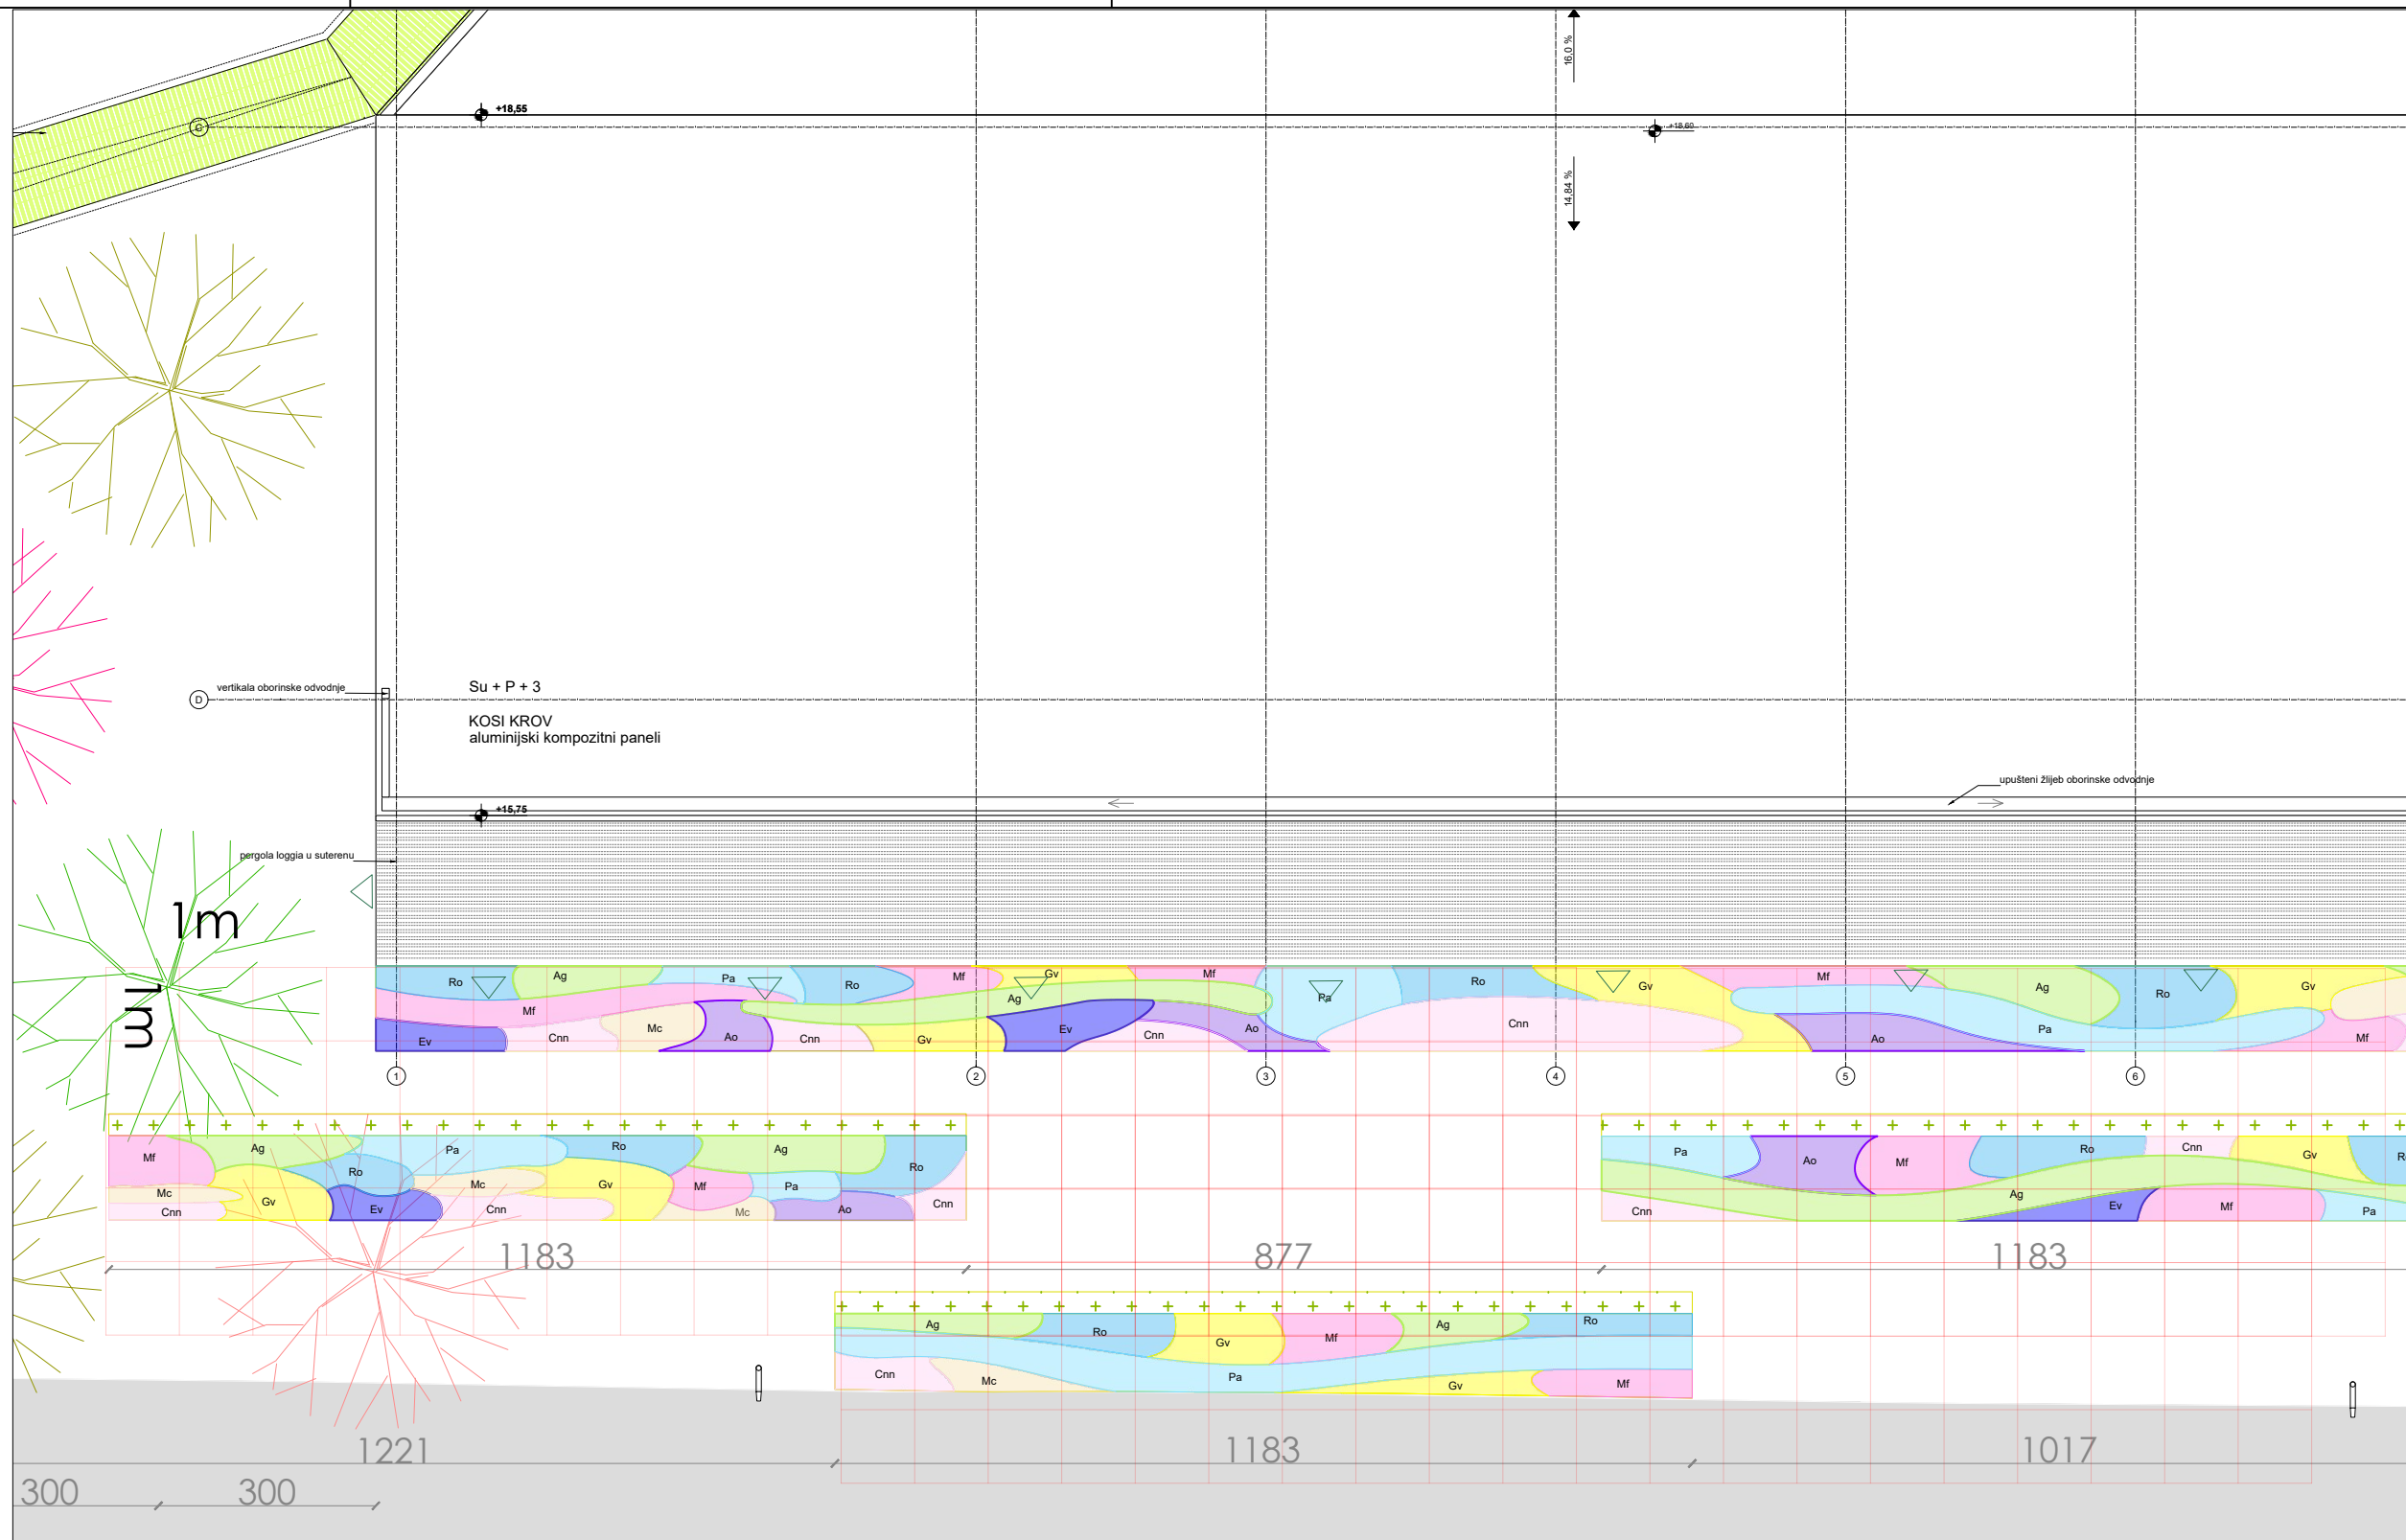 16,0 %
+18,55
C
+18,60
14,84 %
vertikala oborinske odvodnje
Su + P + 3
D
KOSI KROV
aluminijski kompozitni paneli
upušteni žlijeb oborinske odvodnje
+15,75
pergola loggia u suterenu
1m
1m
Ro Ag Pa Ro Mf Gv Mf Pa Ro Gv Mf Ag Ro Gv
Mf Ag Cnn Pa
Ev Cnn Mc Ao Cnn Gv Ev Cnn Ao Ao Mf
1 2 3 4 5 6
Mf Ag Ro Pa Ro Ag Ro Pa Ao Mf Ro Cnn Gv R
Mc Gv Mc Gv Mf Pa Ag
Cnn Ev Cnn Mc Ao Cnn Cnn Ev Mf Pa
1183 877 1183
Ag Ro Gv Mf Ag Ro
Cnn Mc Pa Gv Mf
1221 1183 1017
300 300